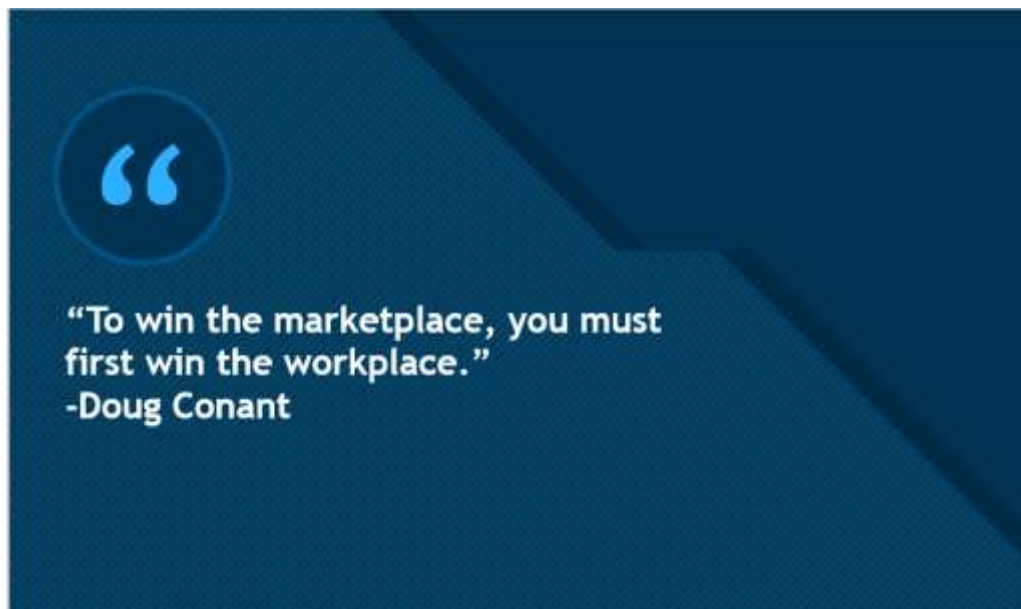 “
“To win the marketplace, you must
first win the workplace.”
-Doug Conant